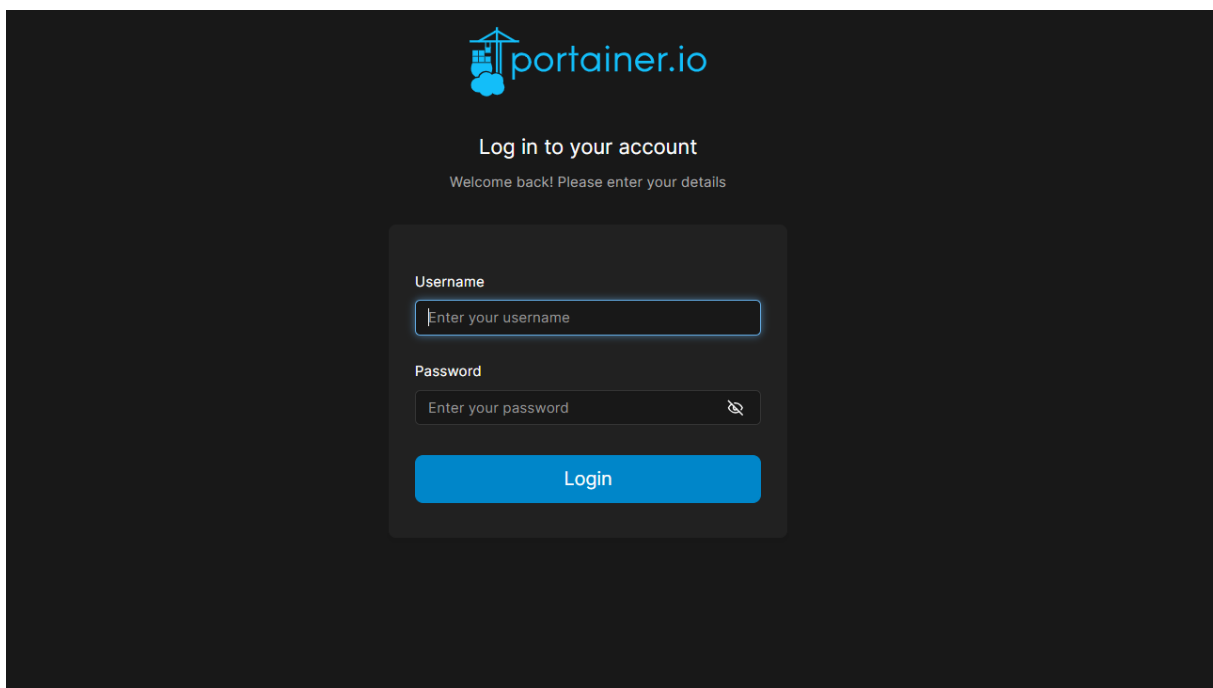 portainer.io
Log in to your account
Welcome back! Please enter your details
Username
Enter your username
Password
Enter your password
Login